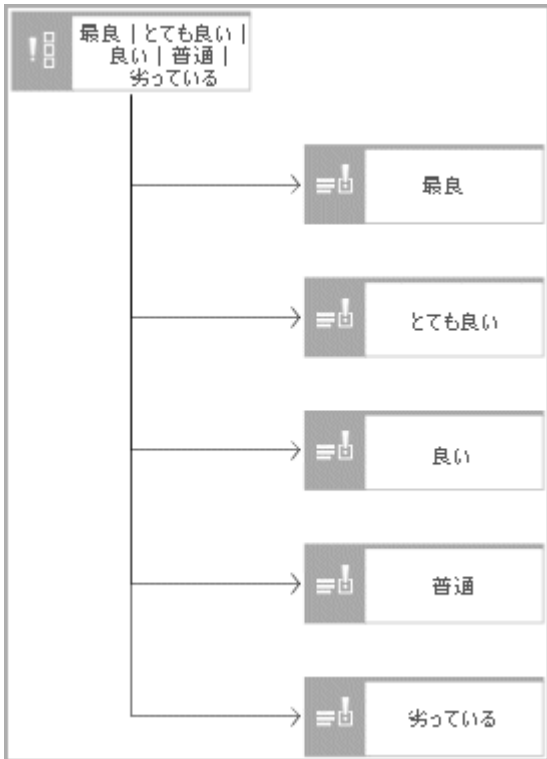 最良 | とても良い |
良い | 普通 |
劣っている
最良
とても良い
良い
普通
劣っている